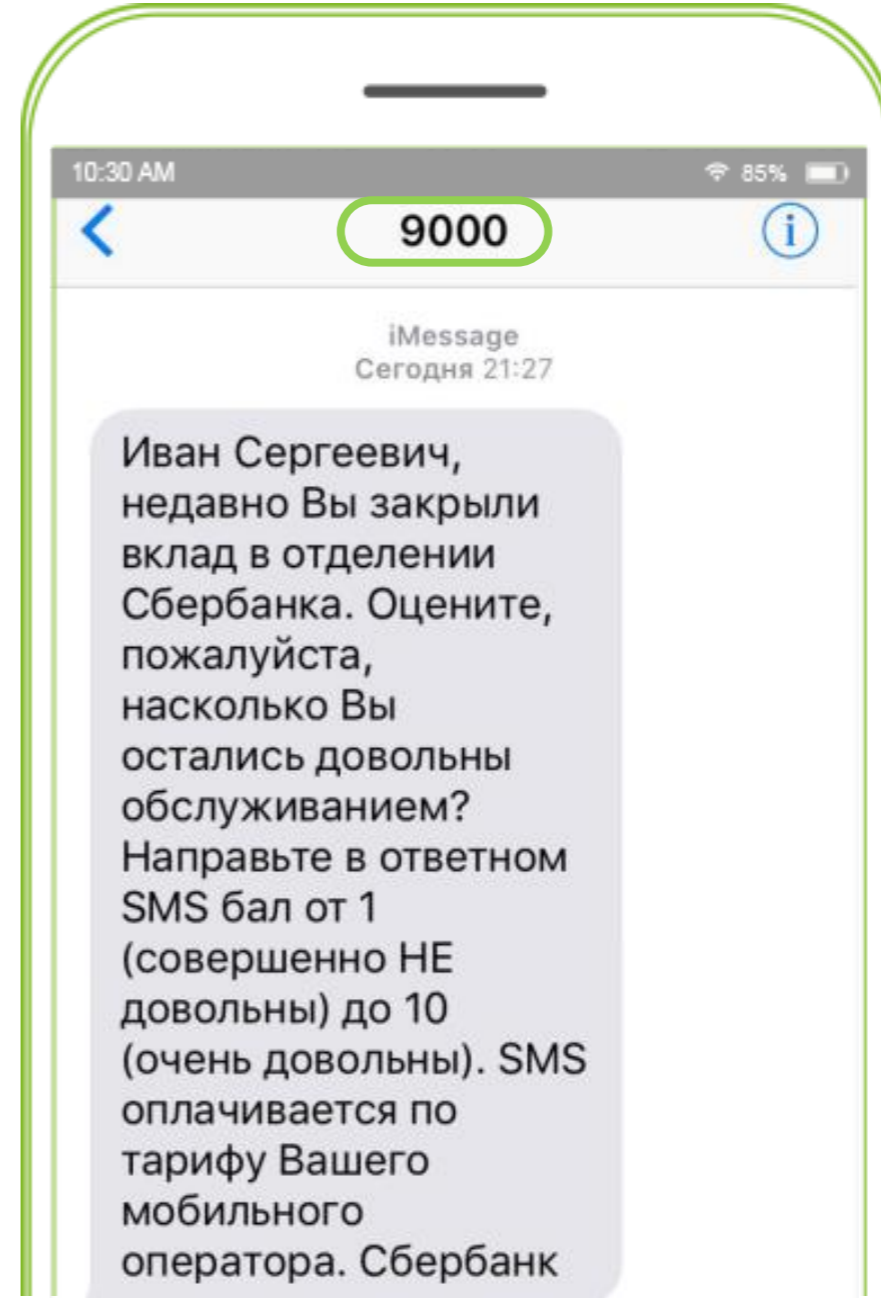 10:30 AM 85%
9000
iMessage
Сегодня 21:27
Иван Сергеевич,
недавно Вы закрыли
вклад в отделении
Сбербанка. Оцените,
пожалуйста,
насколько Вы
остались довольны
обслуживанием?
Направьте в ответном
SMS бал от 1
(совершенно НЕ
довольны) до 10
(очень довольны). SMS
оплачивается по
тарифу Вашего
мобильного
оператора. Сбербанк